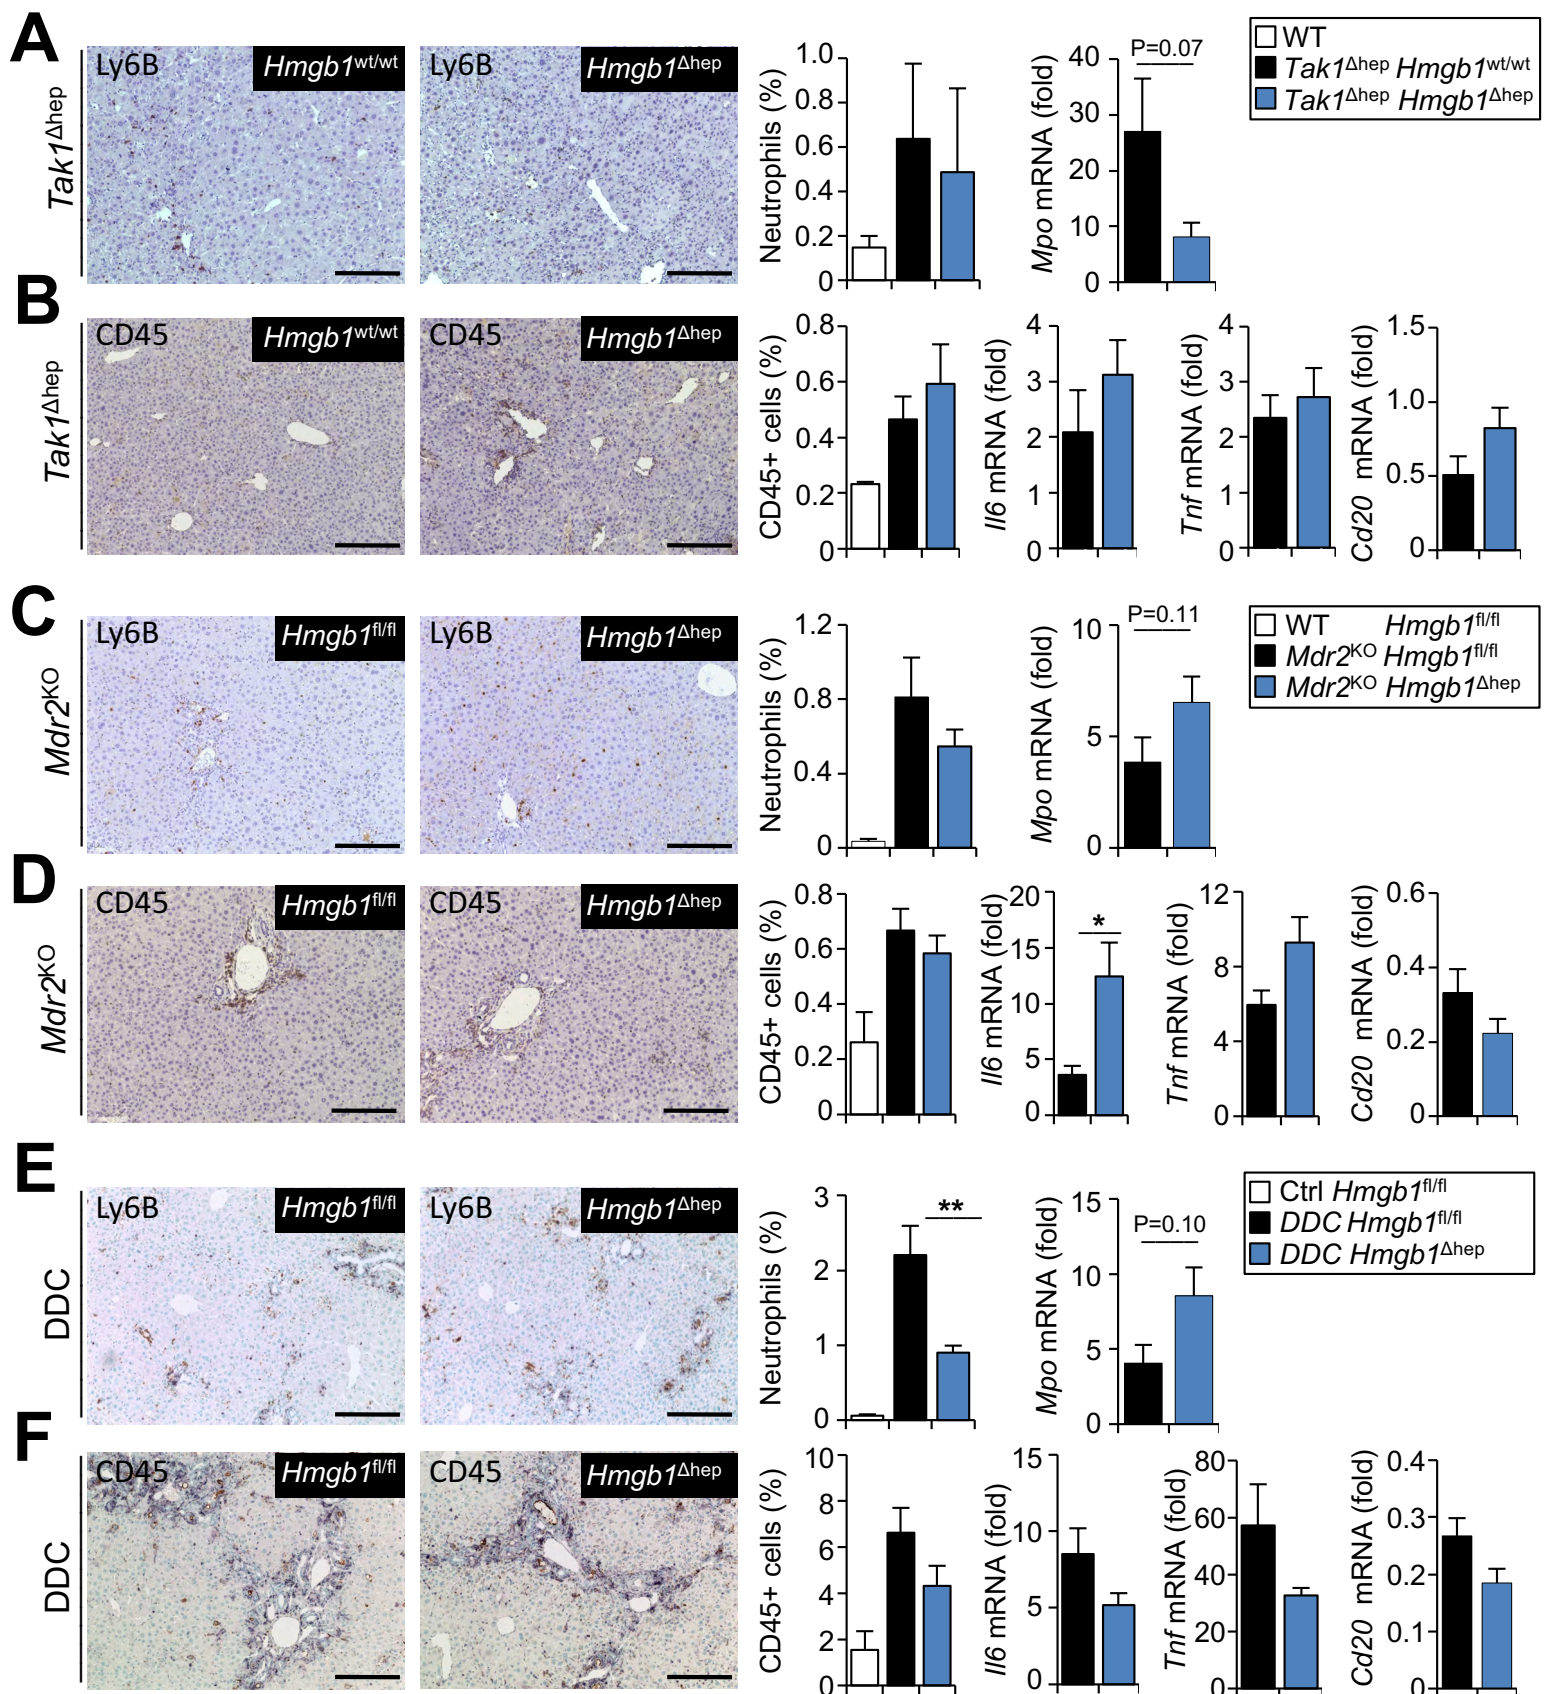 A
Tak1Δhep
Ly6B
Hmgb1wt/wt
Ly6B
Hmgb1Δhep
Neutrophils (%)
1.0
0.8
0.6
0.4
0.2
0
Mpo mRNA (fold)
40
30
20
10
0
P=0.07
WT
Tak1Δhep Hmgb1wt/wt
Tak1Δhep Hmgb1Δhep
B
Tak1Δhep
CD45
Hmgb1wt/wt
CD45
Hmgb1Δhep
CD45+ cells (%)
0.8
0.6
0.4
0.2
0
Il6 mRNA (fold)
4
3
2
1
0
Tnf mRNA (fold)
4
3
2
1
0
Cd20 mRNA (fold)
1.5
1.0
0.5
0
C
Mdr2KO
Ly6B
Hmgb1fl/fl
Ly6B
Hmgb1Δhep
Neutrophils (%)
1.2
0.8
0.4
0
Mpo mRNA (fold)
10
5
0
P=0.11
WT Hmgb1fl/fl
Mdr2KO Hmgb1fl/fl
Mdr2KO Hmgb1Δhep
D
Mdr2KO
CD45
Hmgb1fl/fl
CD45
Hmgb1Δhep
CD45+ cells (%)
0.8
0.6
0.4
0.2
0
Il6 mRNA (fold)
20
15
10
5
0
*
Tnf mRNA (fold)
12
8
4
0
Cd20 mRNA (fold)
0.6
0.4
0.2
0
E
DDC
Ly6B
Hmgb1fl/fl
Ly6B
Hmgb1Δhep
Neutrophils (%)
3
2
1
0
**
Mpo mRNA (fold)
15
10
5
0
P=0.10
Ctrl Hmgb1fl/fl
DDC Hmgb1fl/fl
DDC Hmgb1Δhep
F
DDC
CD45
Hmgb1fl/fl
CD45
Hmgb1Δhep
CD45+ cells (%)
10
8
6
4
2
0
Il6 mRNA (fold)
15
10
5
0
Tnf mRNA (fold)
80
60
40
20
0
Cd20 mRNA (fold)
0.4
0.3
0.2
0.1
0